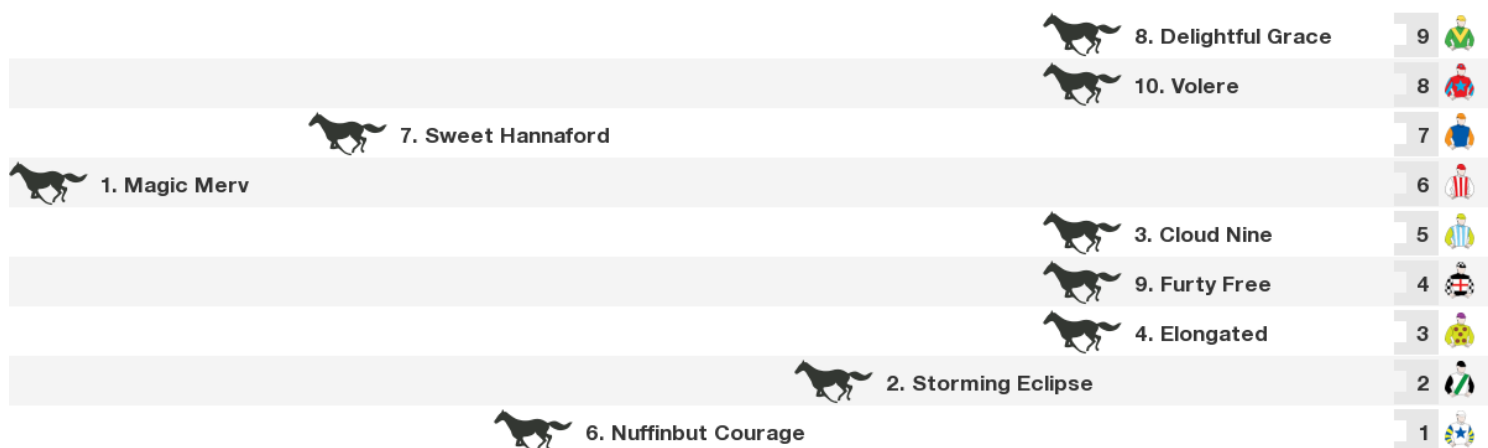 8. Delightful Grace 9
10. Volere 8
7. Sweet Hannaford 7
1. Magic Merv 6
3. Cloud Nine 5
9. Furty Free 4
4. Elongated 3
2. Storming Eclipse 2
6. Nuffinbut Courage 1